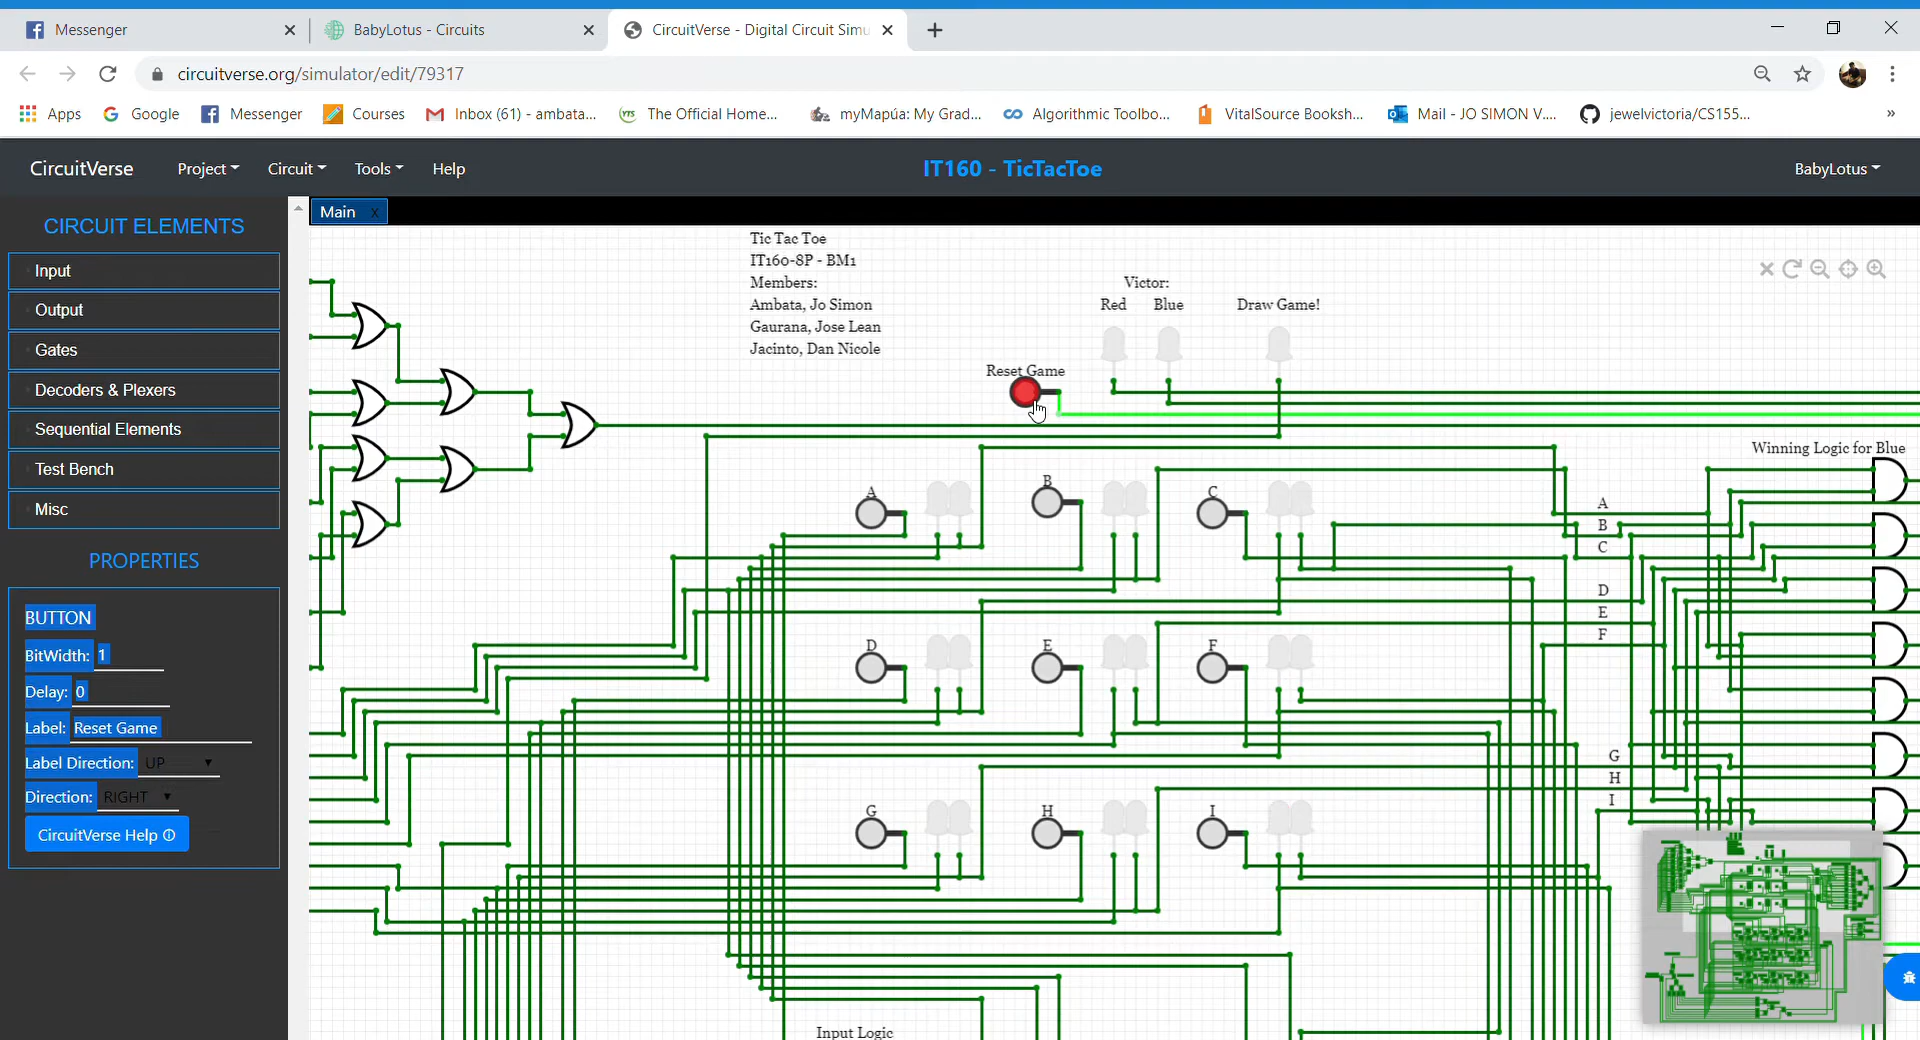 Messenger
BabyLotus - Circuits
CircuitVerse - Digital Circuit Simu
circuitverse.org/simulator/edit/79317
Apps
Google
Messenger
Courses
Inbox (61) - ambata...
The Official Home...
myMapúa: My Grad...
Algorithmic Toolbo...
VitalSource Booksh...
Mail - JO SIMON V....
jewelvictoria/CS155...
»
CircuitVerse
Project
Circuit
Tools
Help
IT160 - TicTacToe
BabyLotus
CIRCUIT ELEMENTS
Input
Output
Gates
Decoders & Plexers
Sequential Elements
Test Bench
Misc
PROPERTIES
BUTTON
BitWidth: 1
Delay: 0
Label: Reset Game
Label Direction: UP
Direction: RIGHT
CircuitVerse Help
Main x
Tic Tac Toe
IT160-8P - BM1
Members:
Ambata, Jo Simon
Gaurana, Jose Lean
Jacinto, Dan Nicole
Victor:
Red Blue Draw Game!
Reset Game
Winning Logic for Blue
A B C
A
B
C
D E F
D
E
F
G H I
G
H
I
Input Logic